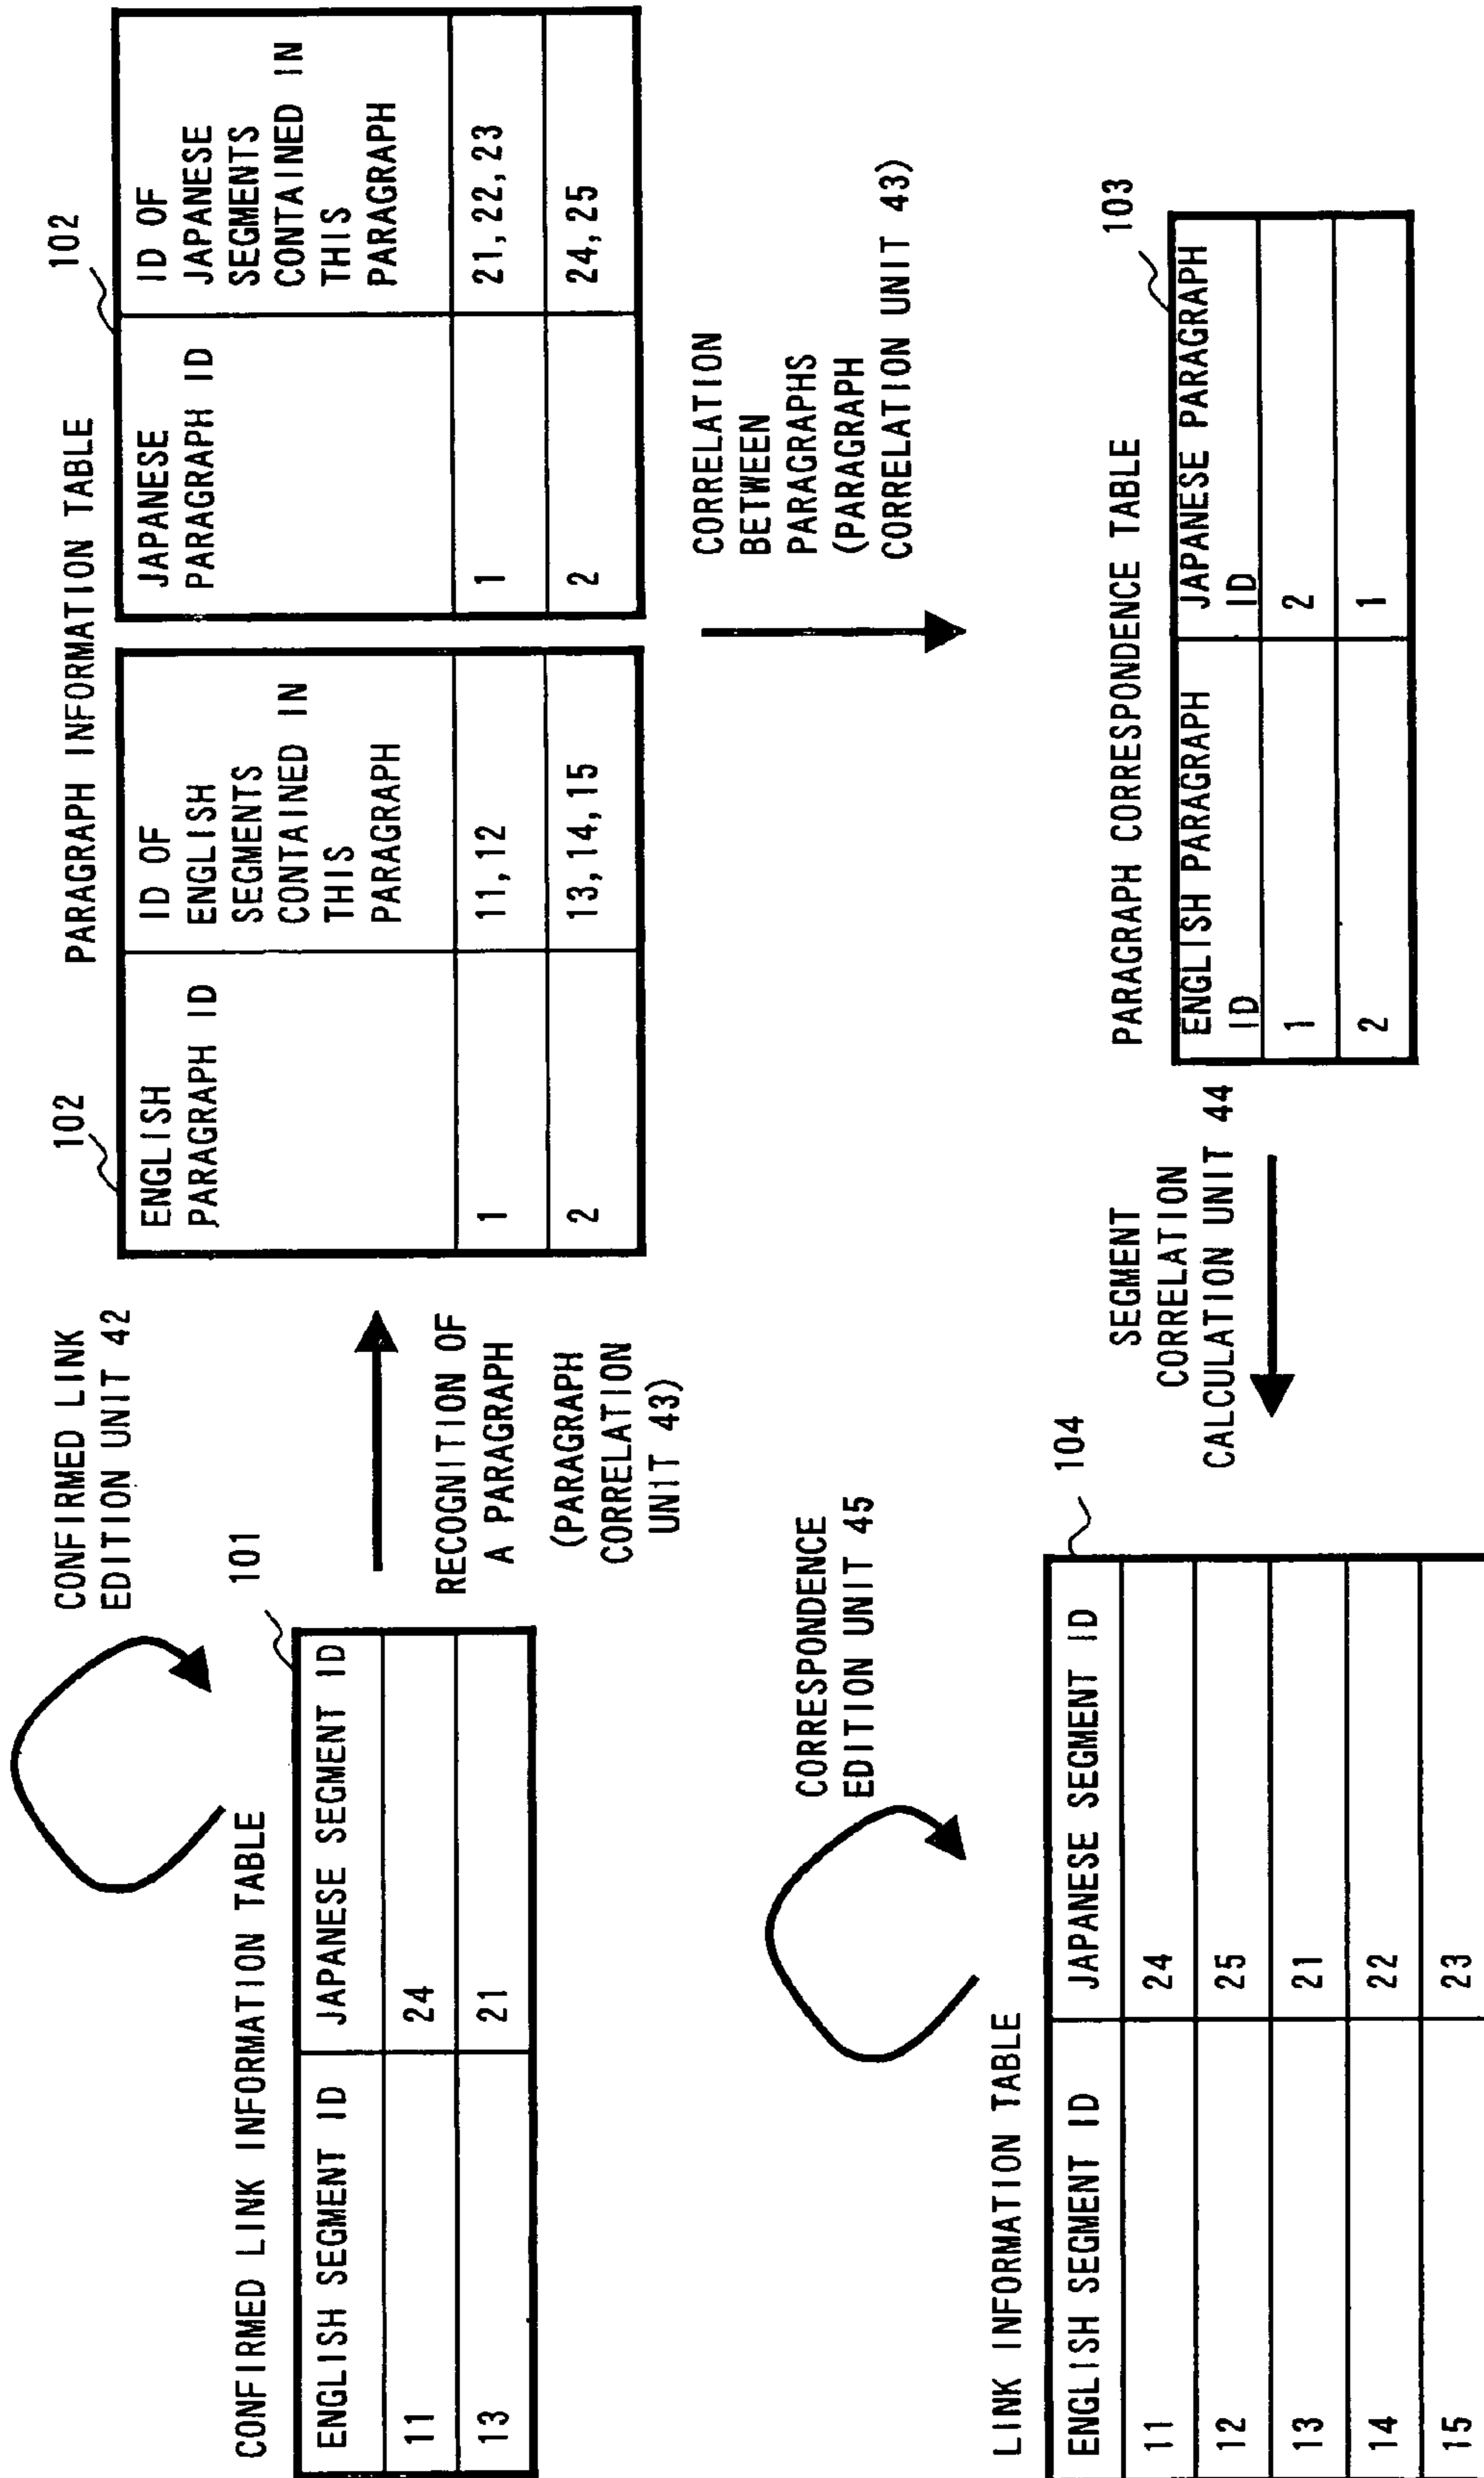 CONFIRMED LINK
EDITION UNIT 42
CONFIRMED LINK INFORMATION TABLE
101
ENGLISH SEGMENT ID
JAPANESE SEGMENT ID
11
24
13
21
RECOGNITION OF
A PARAGRAPH
(PARAGRAPH
CORRELATION
UNIT 43)
PARAGRAPH INFORMATION TABLE
102
ENGLISH
PARAGRAPH ID
ID OF
ENGLISH
SEGMENTS
CONTAINED IN
THIS
PARAGRAPH
1
11,12
2
13,14,15
102
JAPANESE
PARAGRAPH ID
ID OF
JAPANESE
SEGMENTS
CONTAINED IN
THIS
PARAGRAPH
1
21,22,23
2
24,25
CORRELATION
BETWEEN
PARAGRAPHS
(PARAGRAPH
CORRELATION UNIT 43)
PARAGRAPH CORRESPONDENCE TABLE
103
ENGLISH PARAGRAPH
ID
JAPANESE PARAGRAPH
ID
1
2
2
1
SEGMENT
CORRELATION
CALCULATION UNIT 44
CORRESPONDENCE
EDITION UNIT 45
LINK INFORMATION TABLE
104
ENGLISH SEGMENT ID
JAPANESE SEGMENT ID
11
24
12
25
13
21
14
22
15
23